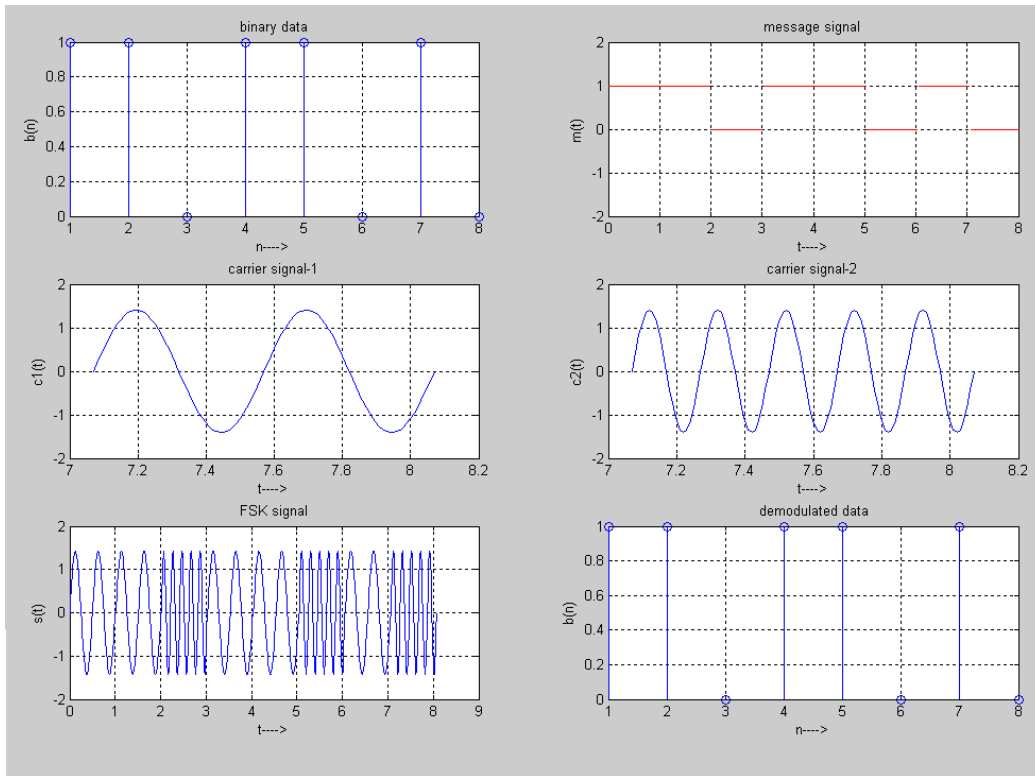 binary data
1
0.8
0.6
0.4
0.2
0
b(n)
1 2 3 4 5 6 7 8
n---->
message signal
2
1
0
-1
-2
m(t)
0 1 2 3 4 5 6 7 8
t---->
carrier signal-1
2
1
0
-1
-2
c1(t)
7 7.2 7.4 7.6 7.8 8 8.2
t---->
carrier signal-2
2
1
0
-1
-2
c2(t)
7 7.2 7.4 7.6 7.8 8 8.2
t---->
FSK signal
2
1
0
-1
-2
s(t)
0 1 2 3 4 5 6 7 8 9
t---->
demodulated data
1
0.8
0.6
0.4
0.2
0
b(n)
1 2 3 4 5 6 7 8
n---->